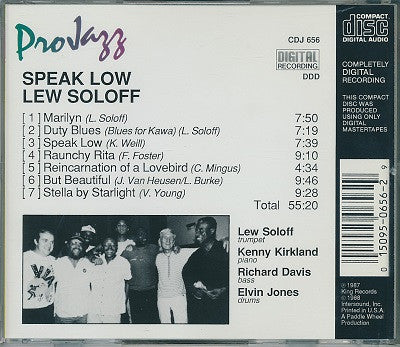 ProJazz
CDJ 656
DIGITAL
RECORDING
DDD
COMPACT
disc
DIGITAL AUDIO
SPEAK LOW
LEW SOLOFF
[ 1 ] Marilyn (L. Soloff) 7:50
[ 2 ] Duty Blues (Blues for Kawa) (L. Soloff) 7:19
[ 3 ] Speak Low (K. Weill) 7:39
[ 4 ] Raunchy Rita (F. Foster) 9:10
[ 5 ] Reincarnation of a Lovebird (C. Mingus) 4:34
[ 6 ] But Beautiful (J. Van Heusen/L. Burke) 9:46
[ 7 ] Stella by Starlight (V. Young) 9:28
Total 55:20
Lew Soloff
trumpet
Kenny Kirkland
piano
Richard Davis
bass
Elvin Jones
drums
COMPLETELY
DIGITAL
RECORDING
THIS COMPACT
DISC WAS
PRODUCED
USING ONLY
DIGITAL
MASTERTAPES
0 15095-0656-2 9
℗ 1987
King Records
© 1988
Intersound, Inc.
Printed in U.S.A.
A Paddle Wheel
Production